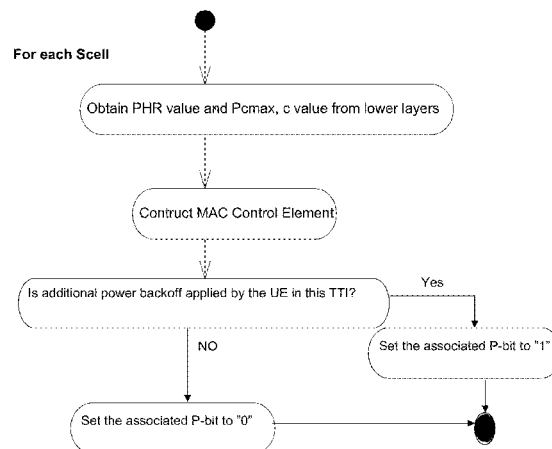 For each Scell
Obtain PHR value and Pcmax, c value from lower layers
Contruct MAC Control Element
Is additional power backoff applied by the UE in this TTI?
Yes
NO
Set the associated P-bit to "1"
Set the associated P-bit to "0"